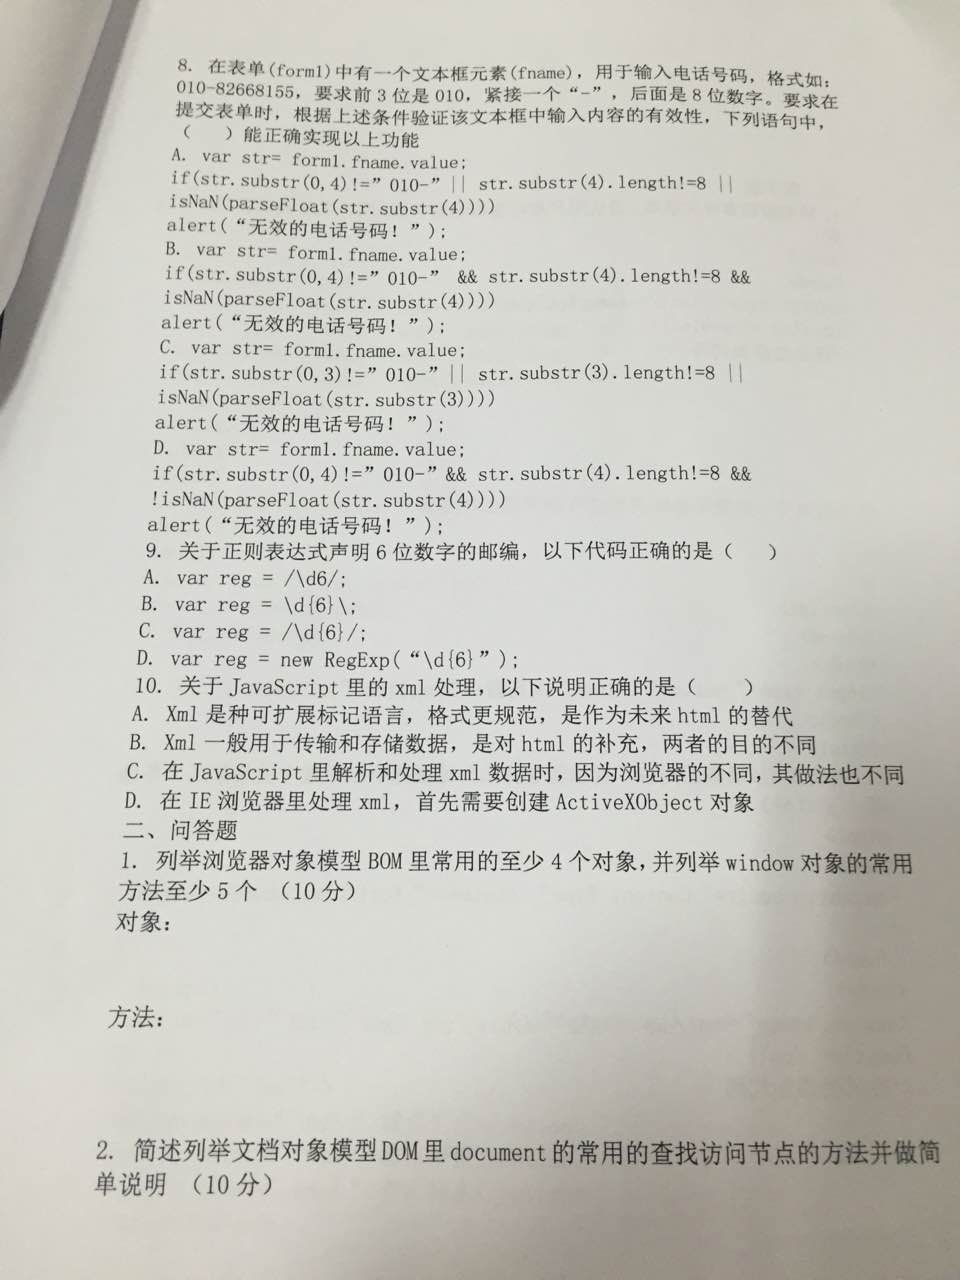 8. 在表单(form1)中有一个文本框元素(fname)，用于输入电话号码，格式如：
010-82668155，要求前 3 位是 010，紧接一个“-”，后面是 8 位数字。要求在
提交表单时，根据上述条件验证该文本框中输入内容的有效性，下列语句中，
（ ）能正确实现以上功能
A. var str= form1.fname.value;
if(str.substr(0,4)!=”010-”|| str.substr(4).length!=8 ||
isNaN(parseFloat(str.substr(4))))
alert(“无效的电话号码！”);
B. var str= form1.fname.value;
if(str.substr(0,4)!=”010-” && str.substr(4).length!=8 &&
isNaN(parseFloat(str.substr(4))))
alert(“无效的电话号码！”);
C. var str= form1.fname.value;
if(str.substr(0,3)!=”010-”|| str.substr(3).length!=8 ||
isNaN(parseFloat(str.substr(3))))
alert(“无效的电话号码！”);
D. var str= form1.fname.value;
if(str.substr(0,4)!=”010-”&& str.substr(4).length!=8 &&
!isNaN(parseFloat(str.substr(4))))
alert(“无效的电话号码！”);
9. 关于正则表达式声明 6 位数字的邮编，以下代码正确的是（ ）
A. var reg = /\d6/;
B. var reg = \d{6}\;
C. var reg = /\d{6}/;
D. var reg = new RegExp(“\d{6}”);
10. 关于 JavaScript 里的 xml 处理，以下说明正确的是（ ）
A. Xml 是种可扩展标记语言，格式更规范，是作为未来 html 的替代
B. Xml 一般用于传输和存储数据，是对 html 的补充，两者的目的不同
C. 在 JavaScript 里解析和处理 xml 数据时，因为浏览器的不同，其做法也不同
D. 在 IE 浏览器里处理 xml，首先需要创建 ActiveXObject 对象
二、问答题
1. 列举浏览器对象模型 BOM 里常用的至少 4 个对象，并列举 window 对象的常用
方法至少 5 个 （10 分）
对象：
方法：
2. 简述列举文档对象模型 DOM 里 document 的常用的查找访问节点的方法并做简
单说明 （10 分）